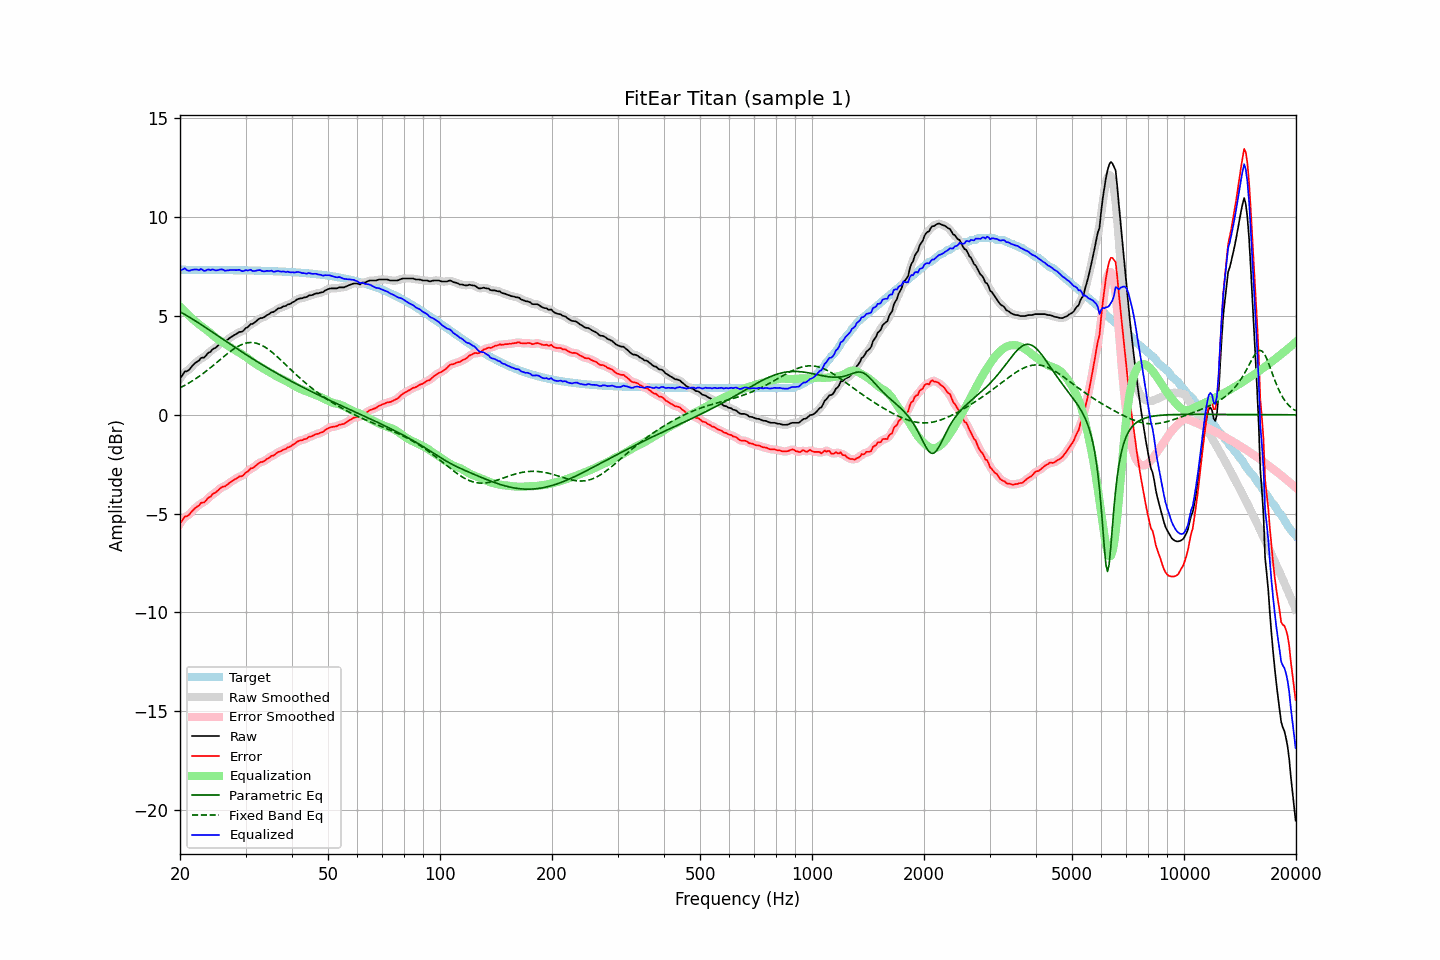 FitEar Titan (sample 1)
15
10
5
0
−5
−10
−15
−20
Amplitude (dBr)
Target
Raw Smoothed
Error Smoothed
Raw
Error
Equalization
Parametric Eq
Fixed Band Eq
Equalized
20 50 100 200 500 1000 2000 5000 10000 20000
Frequency (Hz)